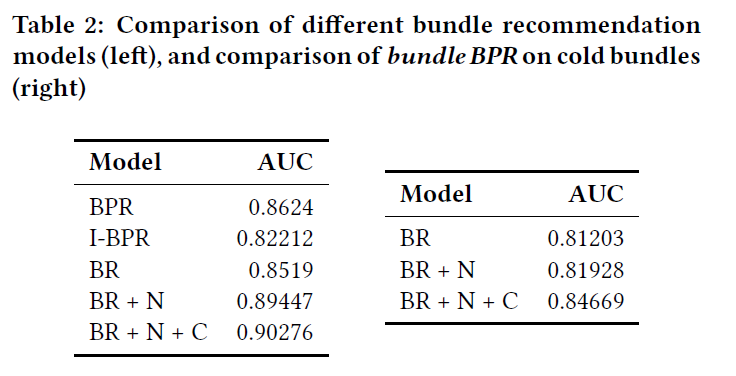 Table 2: Comparison of different bundle recommendation
models (left), and comparison of bundle BPR on cold bundles
(right)
Model AUC
BPR 0.8624
I-BPR 0.82212
BR 0.8519
BR + N 0.89447
BR + N + C 0.90276
Model AUC
BR 0.81203
BR + N 0.81928
BR + N + C 0.84669